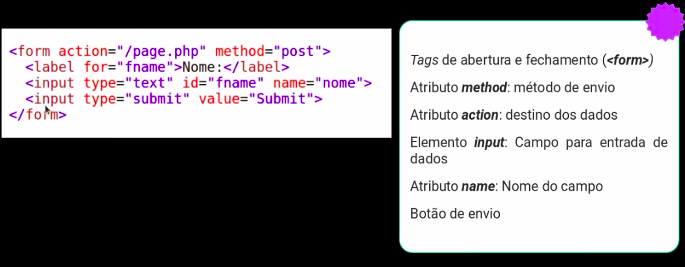 <form action="/page.php" method="post">
<label for="fname">Nome:</label>
<input type="text" id="fname" name="nome">
<input type="submit" value="Submit">
</form>
Tags de abertura e fechamento (<form>)
Atributo method: método de envio
Atributo action: destino dos dados
Elemento input: Campo para entrada de
dados
Atributo name: Nome do campo
Botão de envio